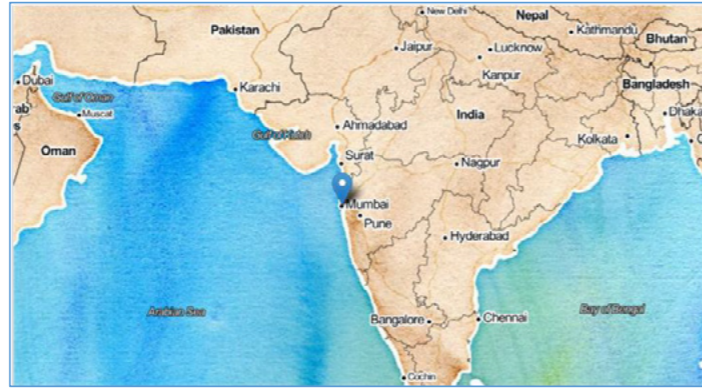 New Delhi
Nepal
Kathmandu
Pakistan
Jaipur
Lucknow
Bhutan
Kanpur
Dubai
Karachi
Bangladesh
Gulf of Oman
Muscat
India
Dhaka
Ahmadabad
Gulf of Kutch
Kolkata
Oman
Surat
Nagpur
Mumbai
Pune
Hyderabad
Arabian Sea
Bay of Bengal
Bangalore
Chennai
Cochin